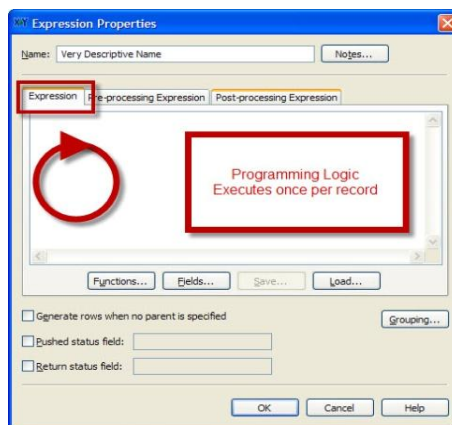 Expression Properties
Name: Very Descriptive Name Notes...
Expression Pre-processing Expression Post-processing Expression
Programming Logic
Executes once per record
Functions... Fields... Save... Load...
Generate rows when no parent is specified Grouping...
Pushed status field:
Return status field:
OK Cancel Help